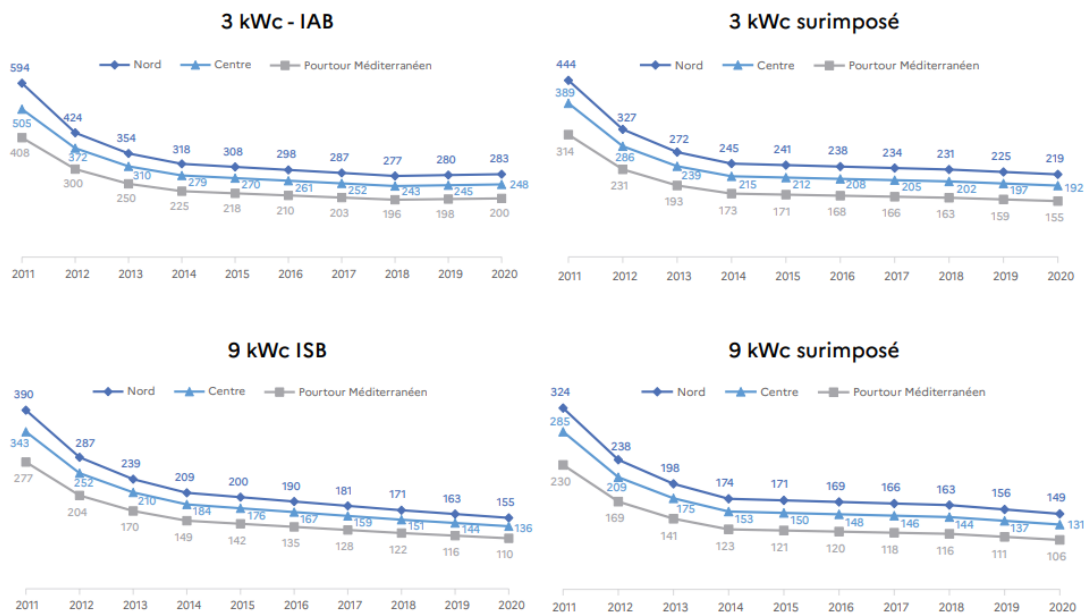 3 kWc - IAB
Nord Centre Pourtour Méditerranéen
594 424 354 318 308 298 287 277 280 283
505 372 310 279 270 261 252 243 245 248
408 300 250 225 218 210 203 196 198 200
2011 2012 2013 2014 2015 2016 2017 2018 2019 2020
3 kWc surimposé
Nord Centre Pourtour Méditerranéen
444 327 272 245 241 238 234 231 225 219
389 286 239 215 212 208 205 202 197 192
314 231 193 173 171 168 166 163 159 155
2011 2012 2013 2014 2015 2016 2017 2018 2019 2020
9 kWc ISB
Nord Centre Pourtour Méditerranéen
390 287 239 209 200 190 181 171 163 155
343 252 210 184 176 167 159 151 144 136
277 204 170 149 142 135 128 122 116 110
2011 2012 2013 2014 2015 2016 2017 2018 2019 2020
9 kWc surimposé
Nord Centre Pourtour Méditerranéen
324 238 198 174 171 169 166 163 156 149
285 209 175 153 150 148 146 144 137 131
230 169 141 123 121 120 118 116 111 106
2011 2012 2013 2014 2015 2016 2017 2018 2019 2020